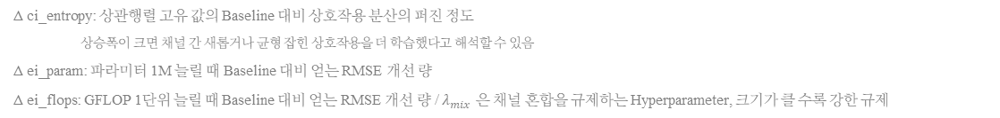 Δ ci_entropy: 상관행렬 고유 값의 Baseline 대비 상호작용 분산의 퍼진 정도
상승폭이 크면 채널 간 새롭거나 균형 잡힌 상호작용을 더 학습했다고 해석할 수 있음
Δ ei_param: 파라미터 1M 늘릴 때 Baseline 대비 얻는 RMSE 개선 량
Δ ei_flops: GFLOP 1단위 늘릴 때 Baseline 대비 얻는 RMSE 개선 량 / λ_mix 은 채널 혼합을 규제하는 Hyperparameter, 크기가 클 수록 강한 규제